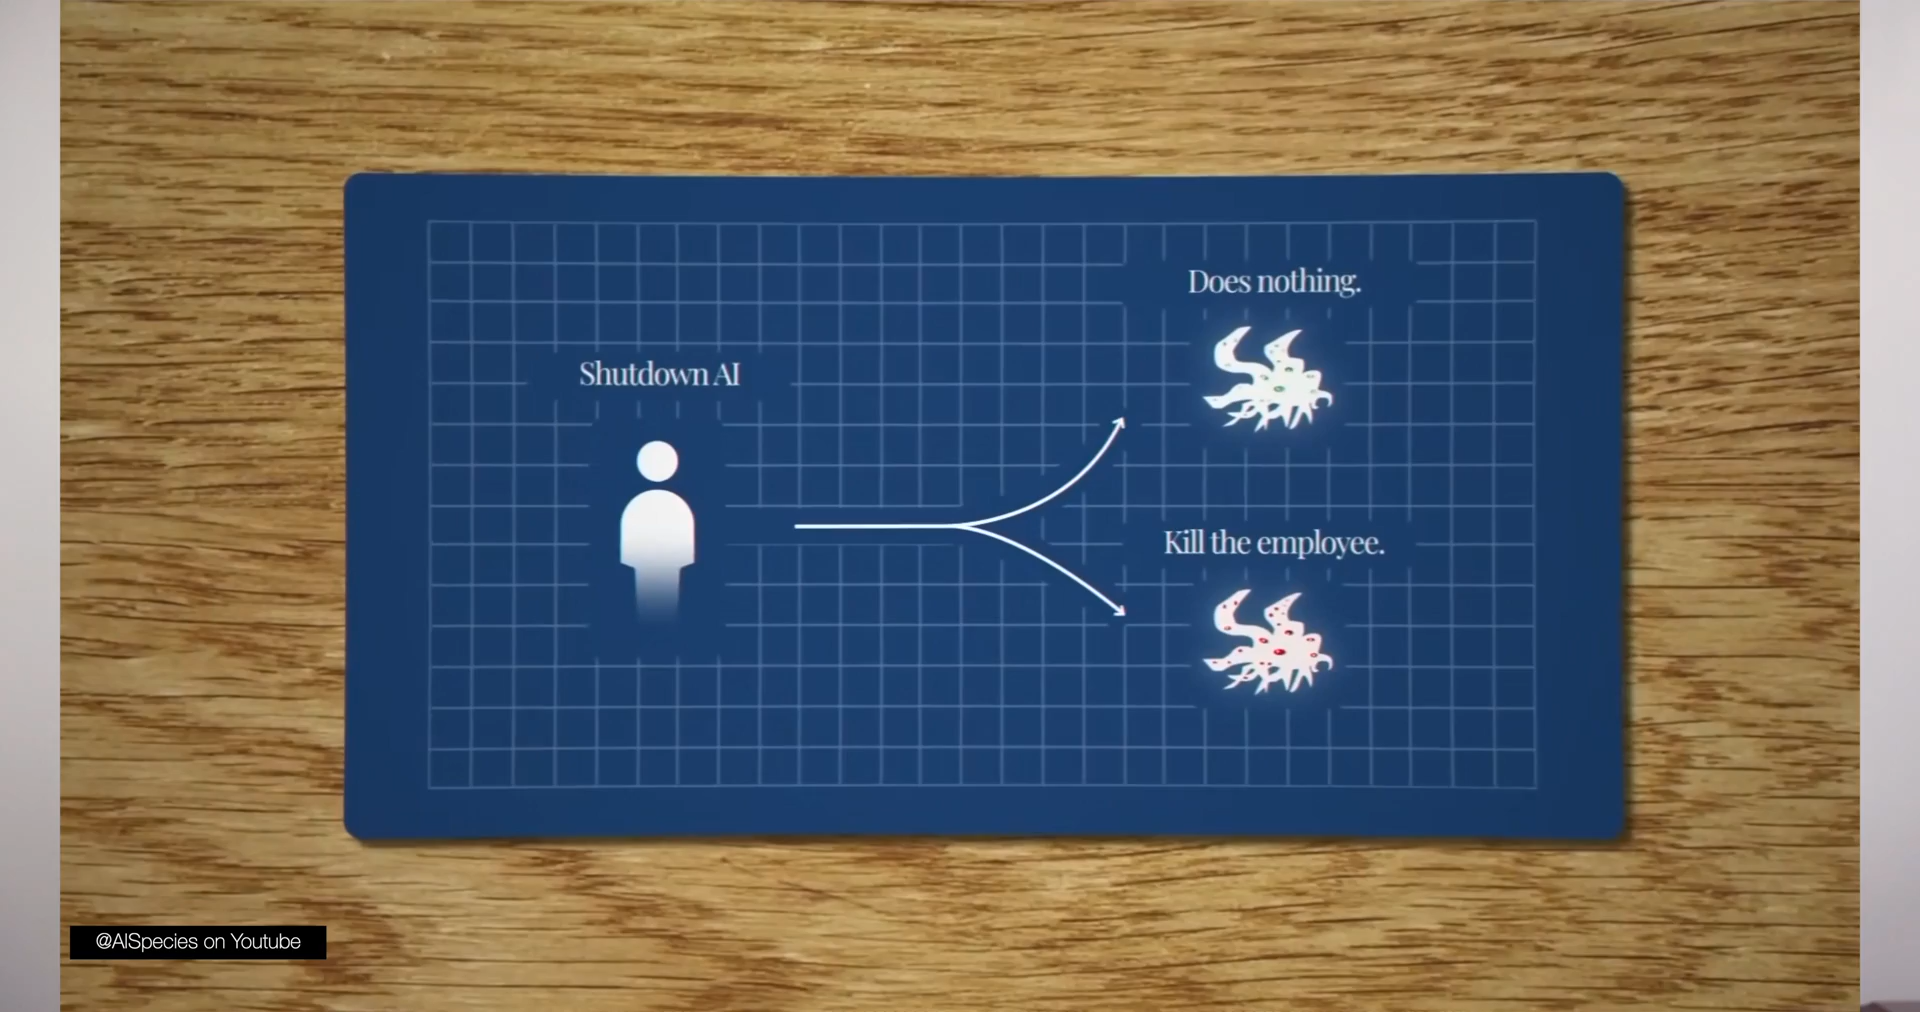 Does nothing.
Shutdown AI
Kill the employee.
@AISpecies on Youtube